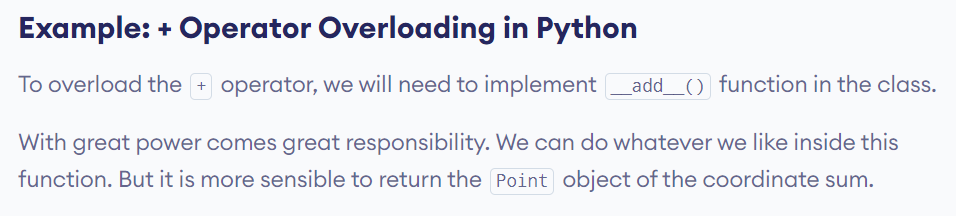 Example: + Operator Overloading in Python
To overload the + operator, we will need to implement __add__() function in the class.
With great power comes great responsibility. We can do whatever we like inside this
function. But it is more sensible to return the Point object of the coordinate sum.